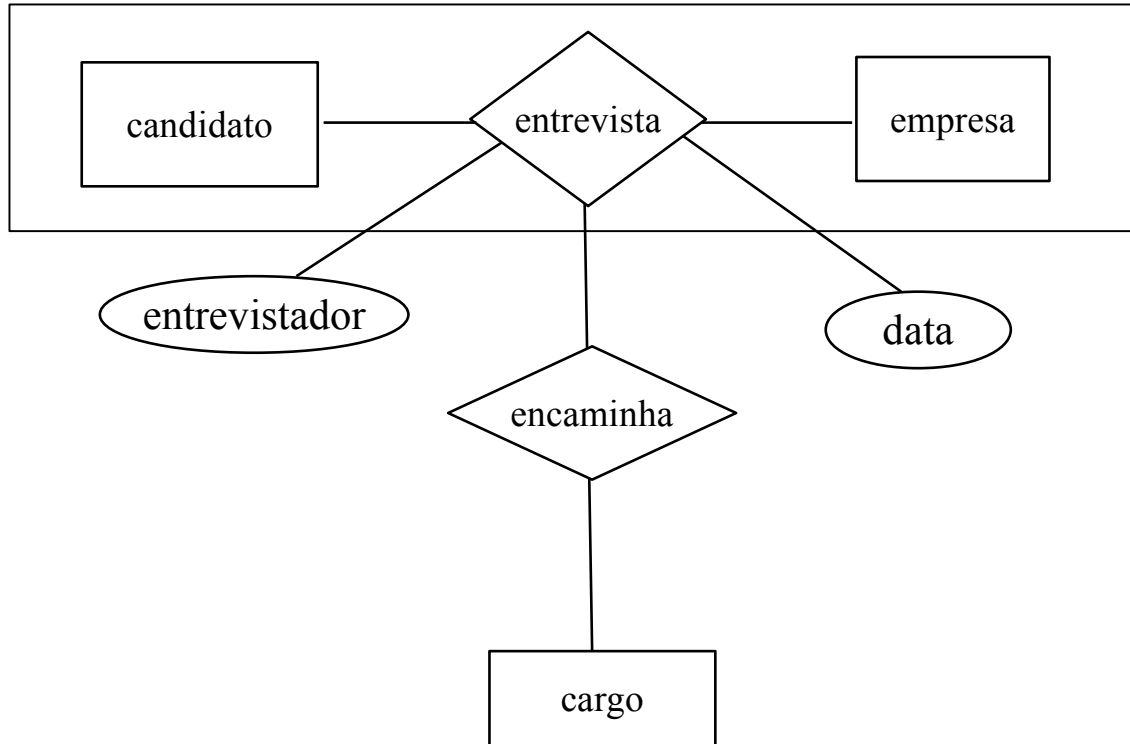 candidato
entrevista
empresa
entrevistador
data
encaminha
cargo